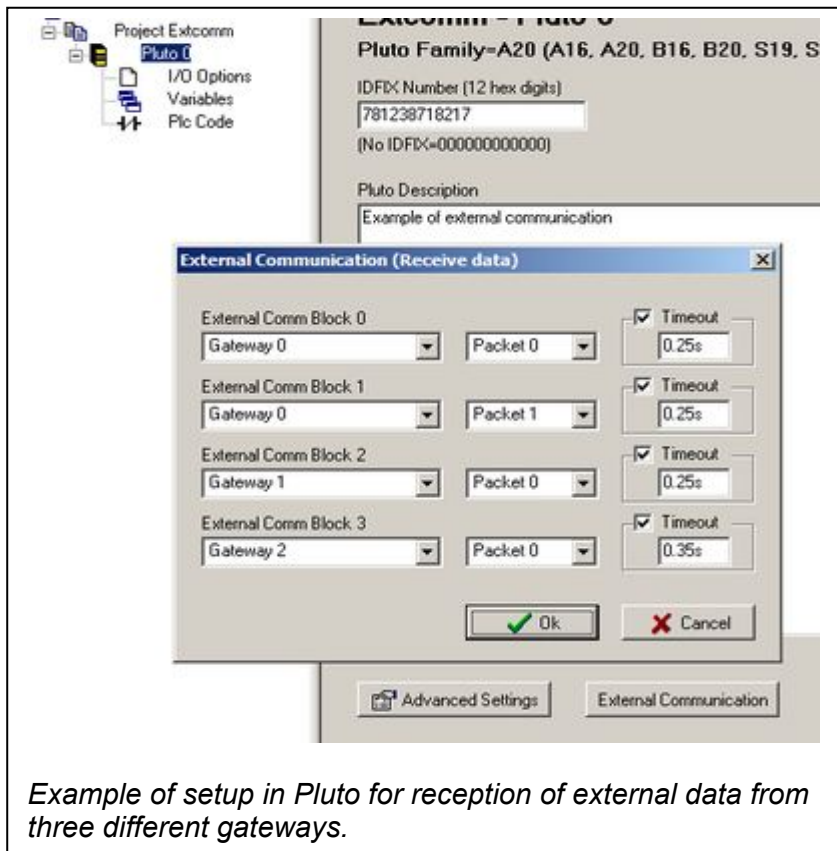 Project Extcomm
Pluto 0
I/O Options
Variables
Plc Code
Extcomm - Pluto 0
Pluto Family=A20 (A16, A20, B16, B20, S19, S
IDFIX Number (12 hex digits)
781238718217
(No IDFIX=000000000000)
Pluto Description
Example of external communication
External Communication (Receive data)
External Comm Block 0
Timeout
Gateway 0 Packet 0 0.25s
External Comm Block 1
Timeout
Gateway 0 Packet 1 0.25s
External Comm Block 2
Timeout
Gateway 1 Packet 0 0.25s
External Comm Block 3
Timeout
Gateway 2 Packet 0 0.35s
Ok Cancel
Advanced Settings External Communication
Example of setup in Pluto for reception of external data from
three different gateways.